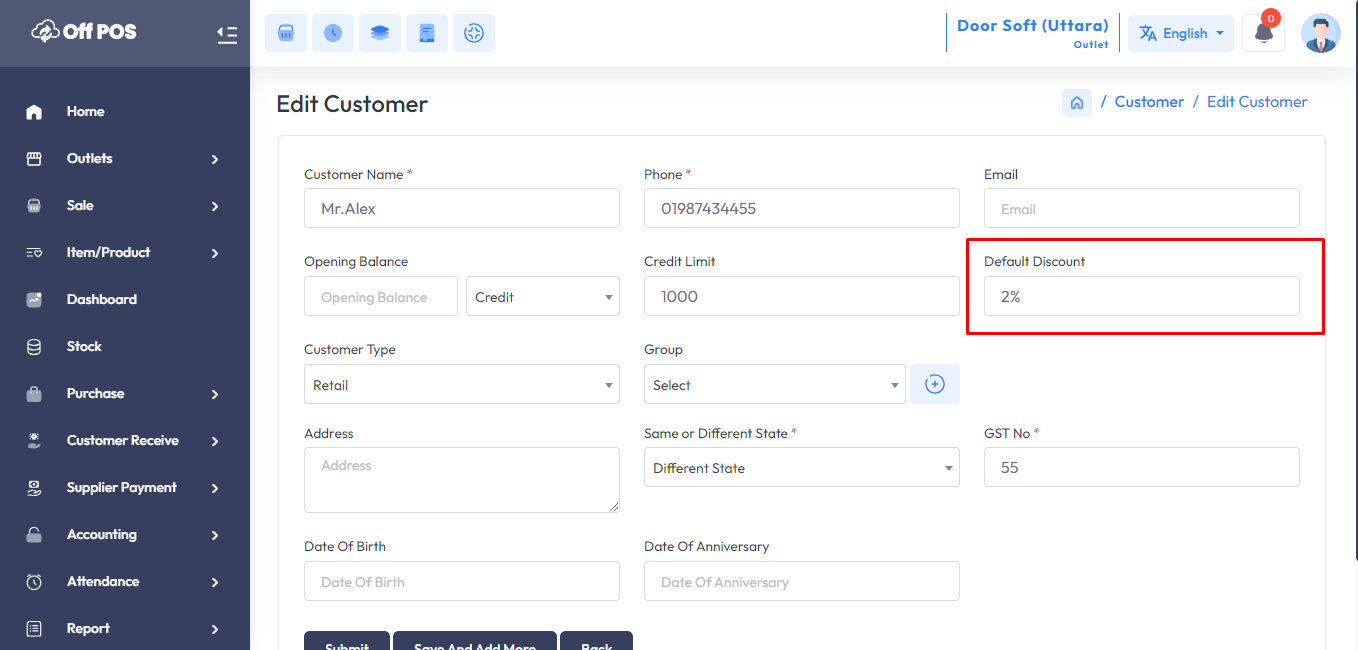 Off POS
Door Soft (Uttara)
Outlet
English
0
Home
Outlets
Sale
Item/Product
Dashboard
Stock
Purchase
Customer Receive
Supplier Payment
Accounting
Attendance
Report
Edit Customer
/ Customer / Edit Customer
Customer Name *
Phone *
Email
Mr.Alex
01987434455
Email
Opening Balance
Credit Limit
Default Discount
Opening Balance
Credit
1000
2%
Customer Type
Group
Retail
Select
Address
Same or Different State *
GST No *
Address
Different State
55
Date Of Birth
Date Of Anniversary
Date Of Birth
Date Of Anniversary
Submit
Save And Add More
Back